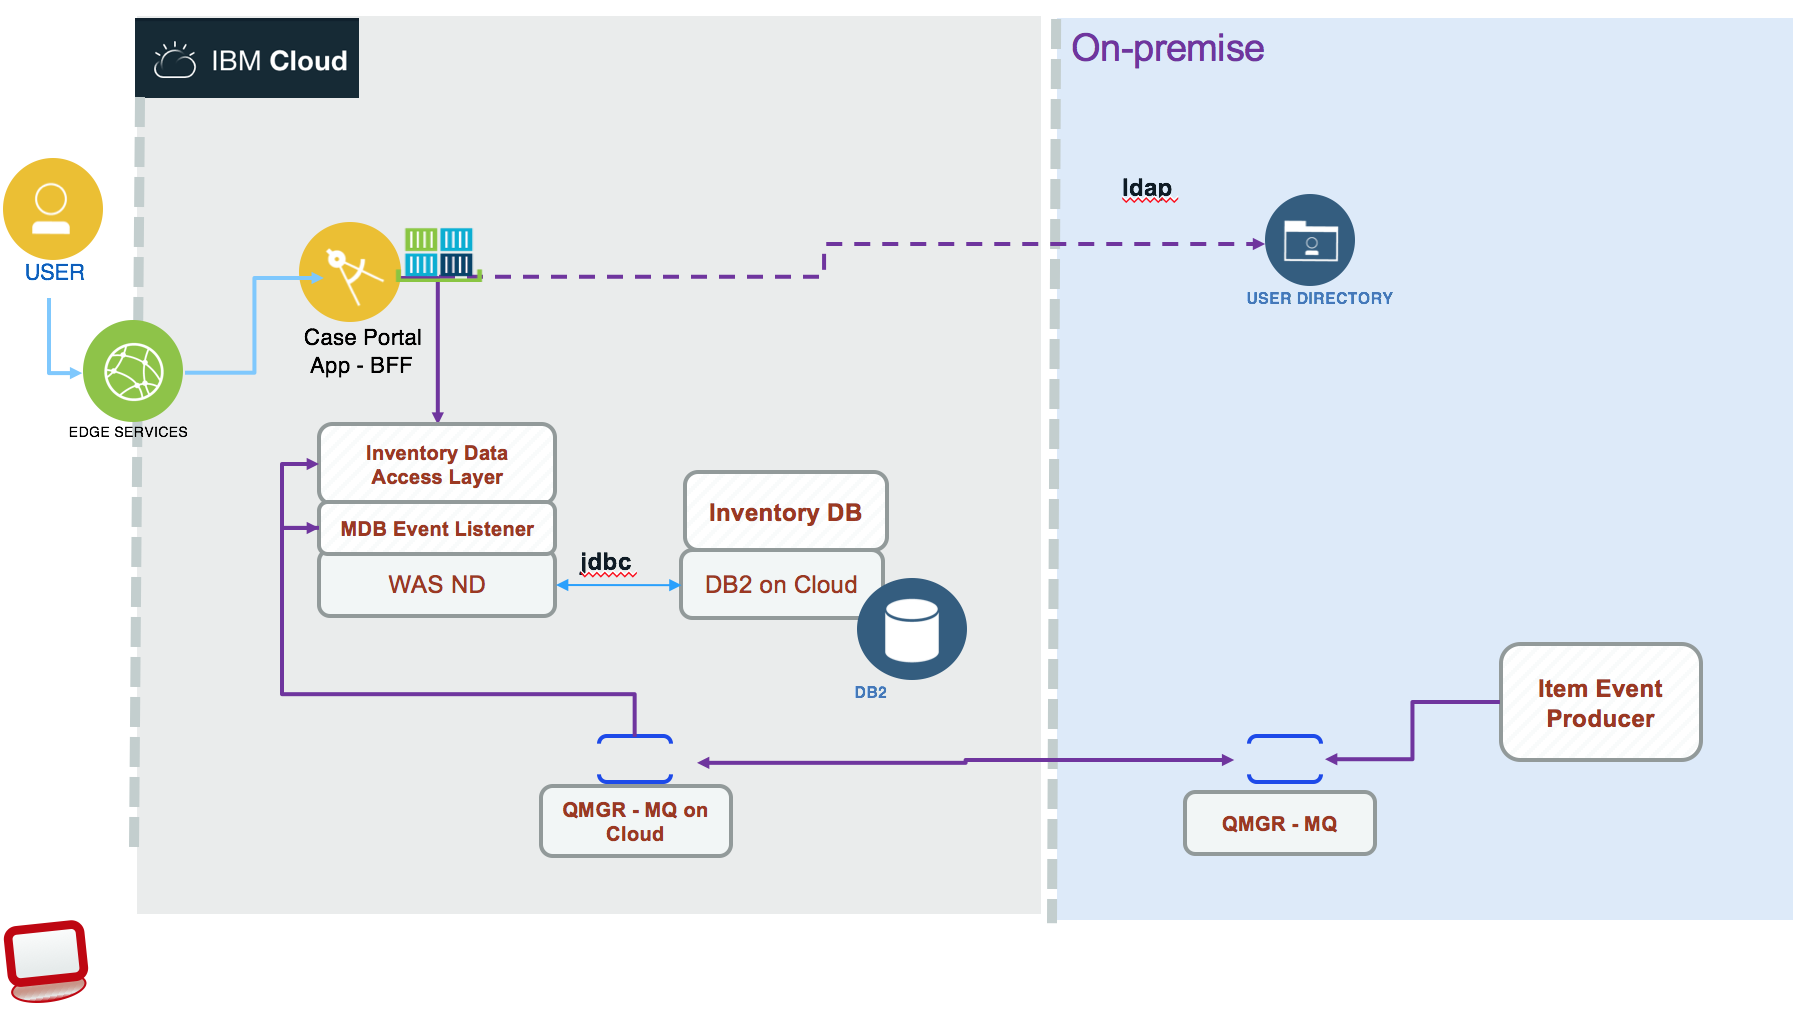 IBM Cloud
On-premise
ldap
USER
USER DIRECTORY
Case Portal
App - BFF
EDGE SERVICES
Inventory Data
Access Layer
MDB Event Listener
WAS ND
jdbc
Inventory DB
DB2 on Cloud
DB2
Item Event
Producer
QMGR - MQ on
Cloud
QMGR - MQ